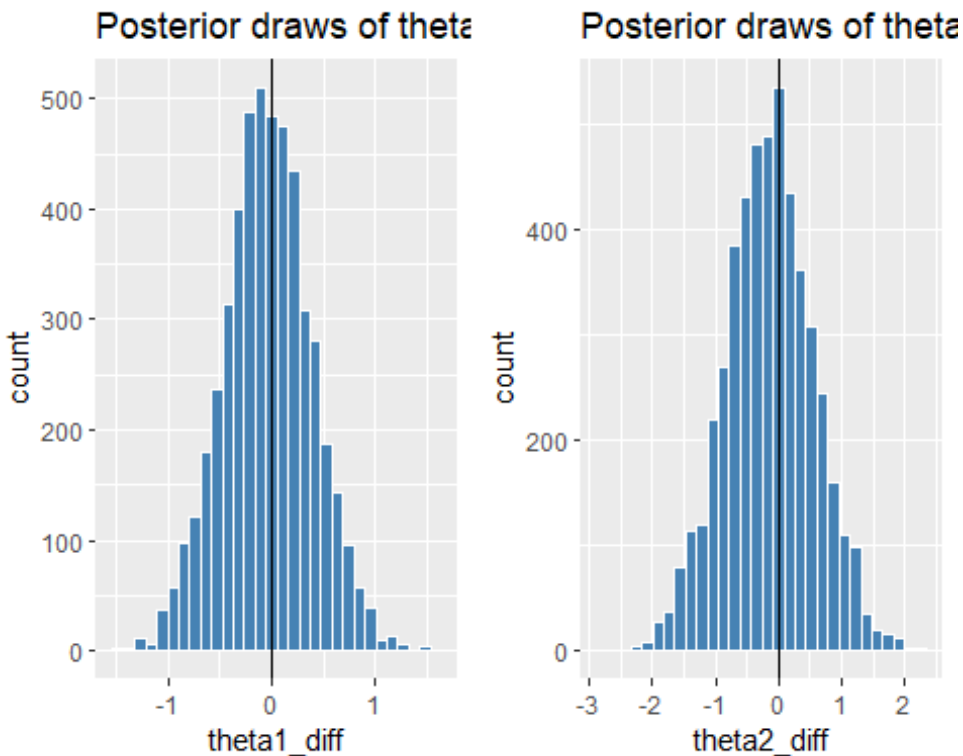 Posterior draws of theta
500
400
300
200
100
0
count
-1 0 1
theta1_diff
Posterior draws of theta
400
200
0
count
-3 -2 -1 0 1 2
theta2_diff